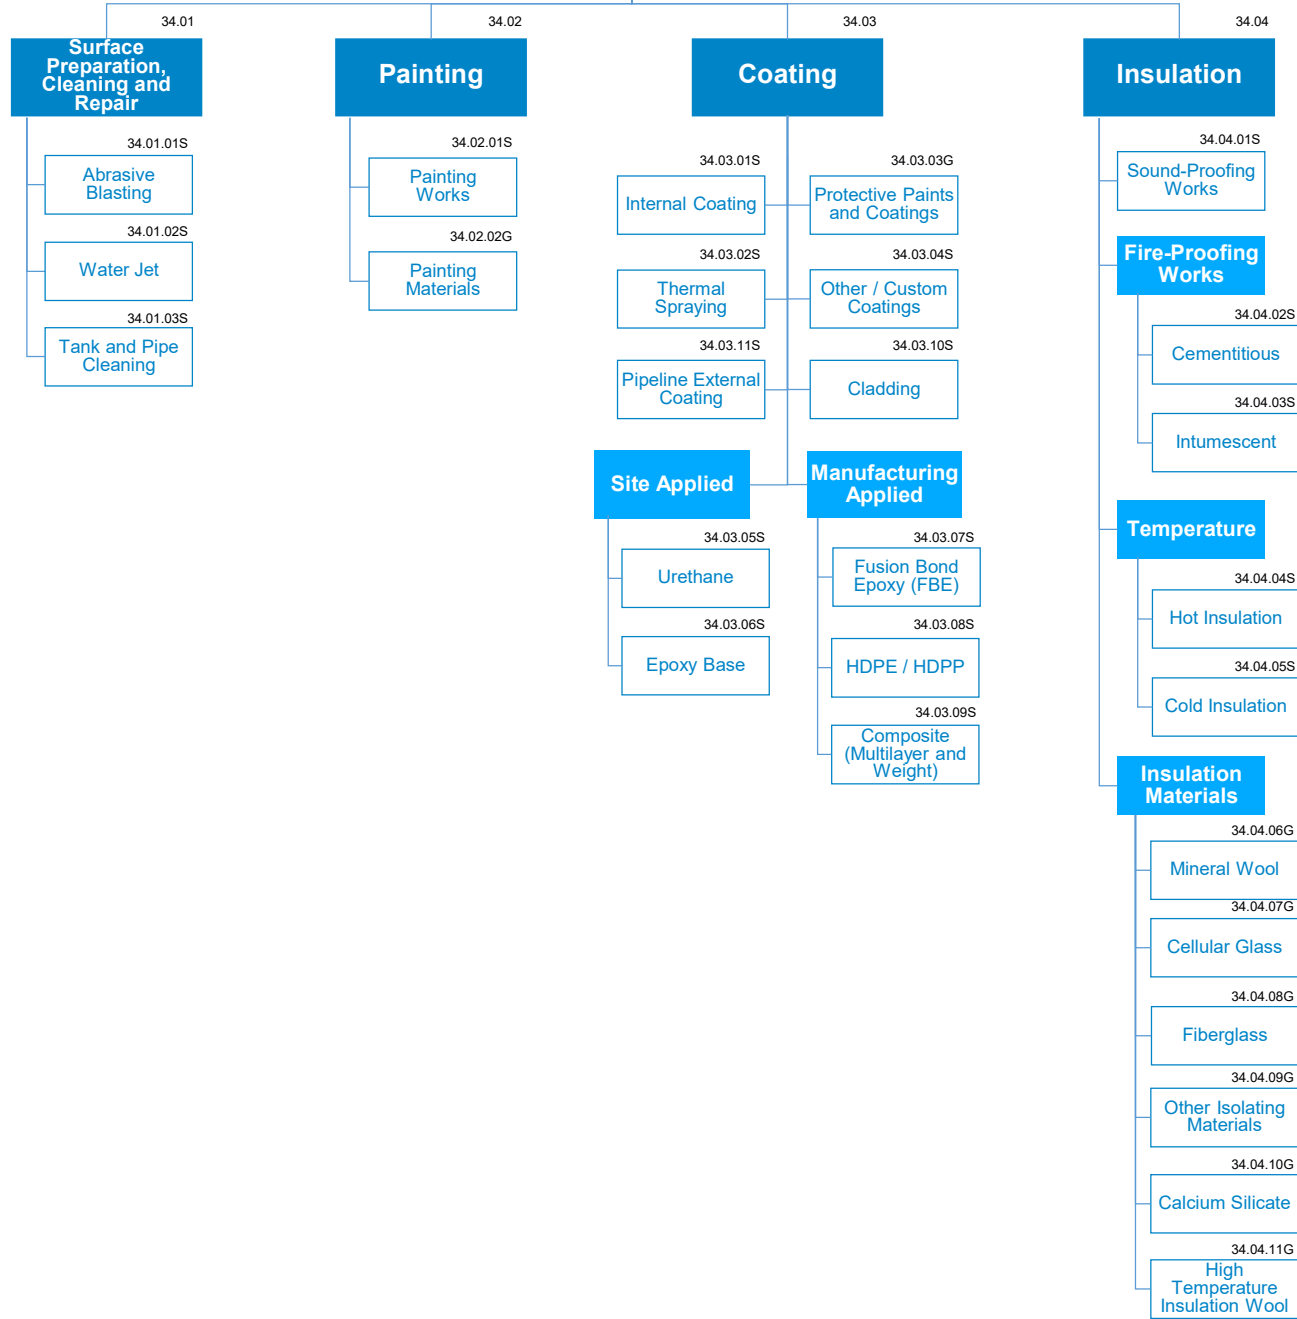 34.01
Surface
Preparation,
Cleaning and
Repair
34.01.01S
Abrasive
Blasting
34.01.02S
Water Jet
34.01.03S
Tank and Pipe
Cleaning
34.02
Painting
34.02.01S
Painting
Works
34.02.02G
Painting
Materials
34.03
Coating
34.03.01S
Internal Coating
34.03.03G
Protective Paints
and Coatings
34.03.02S
Thermal
Spraying
34.03.04S
Other / Custom
Coatings
34.03.11S
Pipeline External
Coating
34.03.10S
Cladding
Site Applied
34.03.05S
Urethane
34.03.06S
Epoxy Base
Manufacturing
Applied
34.03.07S
Fusion Bond
Epoxy (FBE)
34.03.08S
HDPE / HDPP
34.03.09S
Composite
(Multilayer and
Weight)
34.04
Insulation
34.04.01S
Sound-Proofing
Works
Fire-Proofing
Works
34.04.02S
Cementitious
34.04.03S
Intumescent
Temperature
34.04.04S
Hot Insulation
34.04.05S
Cold Insulation
Insulation
Materials
34.04.06G
Mineral Wool
34.04.07G
Cellular Glass
34.04.08G
Fiberglass
34.04.09G
Other Isolating
Materials
34.04.10G
Calcium Silicate
34.04.11G
High
Temperature
Insulation Wool